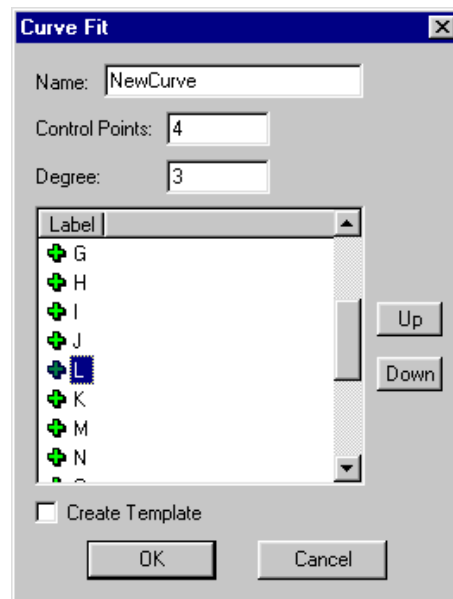 Curve Fit
Name: NewCurve
Control Points: 4
Degree: 3
Label
G
H
I
J
L
K
M
N
Up
Down
Create Template
OK Cancel